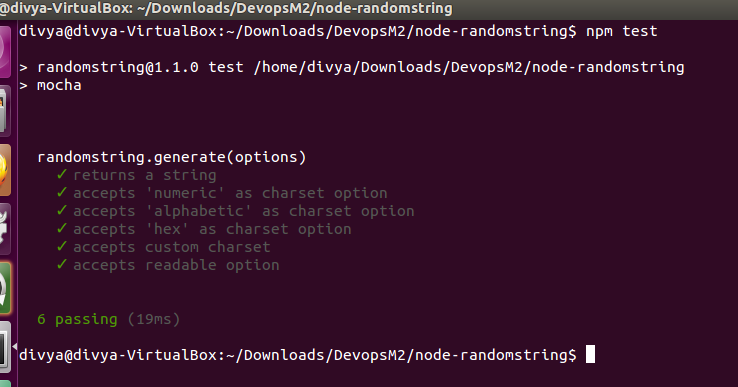 @divya-VirtualBox: ~/Downloads/DevopsM2/node-randomstring
divya@divya-VirtualBox:~/Downloads/DevopsM2/node-randomstring$ npm test
> randomstring@1.1.0 test /home/divya/Downloads/DevopsM2/node-randomstring
> mocha
randomstring.generate(options)
✓ returns a string
✓ accepts 'numeric' as charset option
✓ accepts 'alphabetic' as charset option
✓ accepts 'hex' as charset option
✓ accepts custom charset
✓ accepts readable option
6 passing (19ms)
divya@divya-VirtualBox:~/Downloads/DevopsM2/node-randomstring$